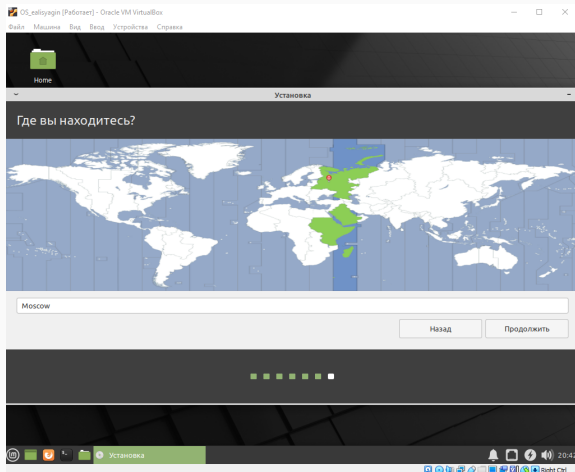 OS_ealisyagin [Работает] - Oracle VM VirtualBox
Файл Машина Вид Ввод Устройства Справка
Home
Установка
Где вы находитесь?
Moscow
Назад
Продолжить
Установка
20:42
Right Ctrl